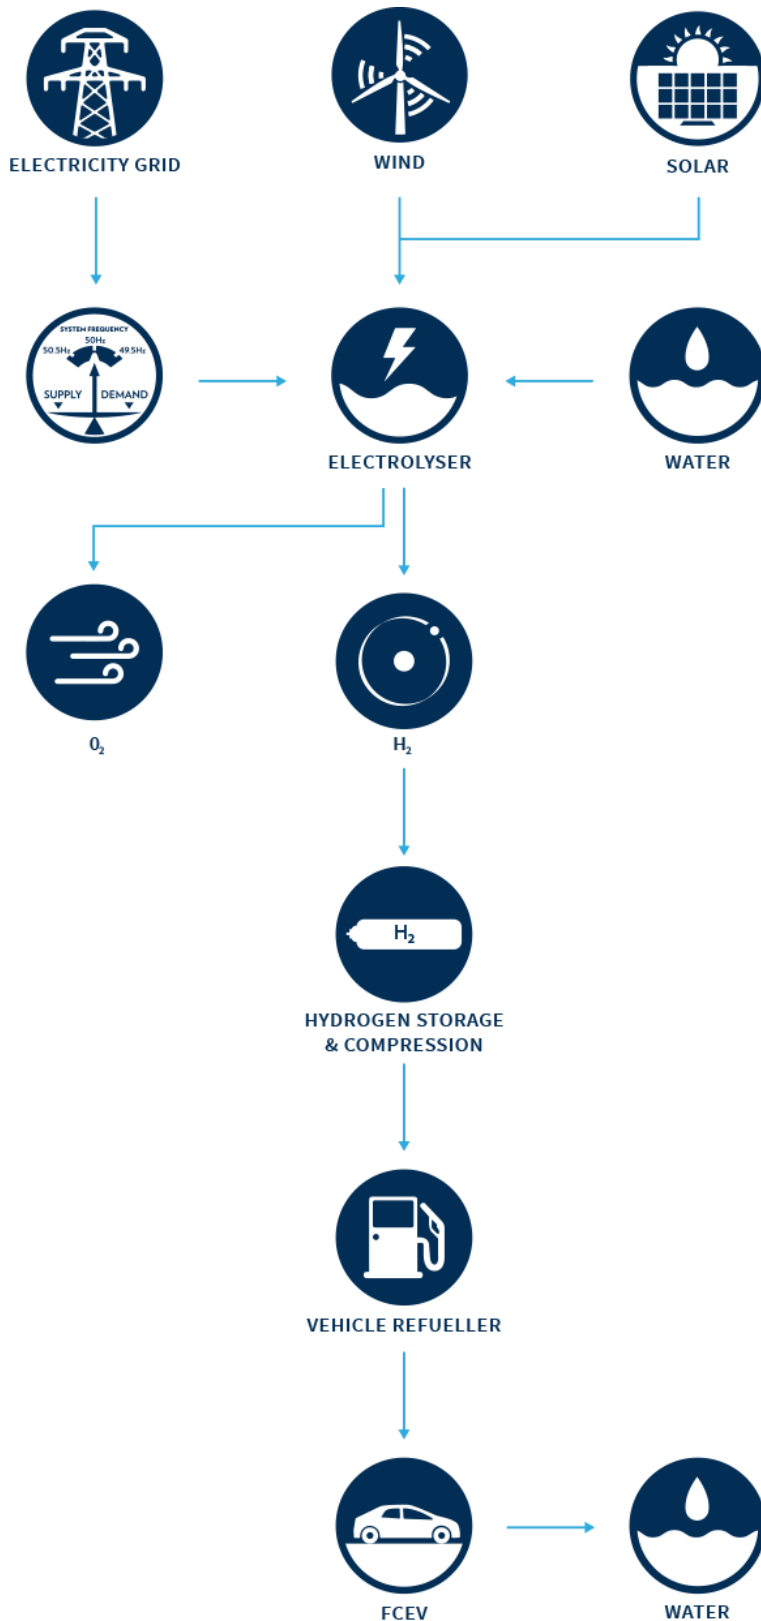 ELECTRICITY GRID
WIND
SOLAR
SYSTEM FREQUENCY
50Hz
50.5Hz
49.5Hz
SUPPLY
DEMAND
ELECTROLYSER
WATER
0₂
H₂
H₂
HYDROGEN STORAGE
& COMPRESSION
VEHICLE REFUELLER
FCEV
WATER